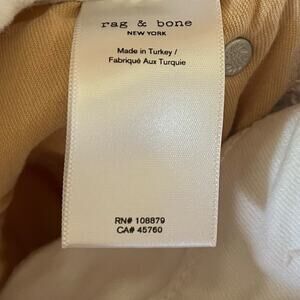 rag & bone
NEW YORK
Made in Turkey /
Fabriqué Aux Turquie
RN# 108879
CA# 45760